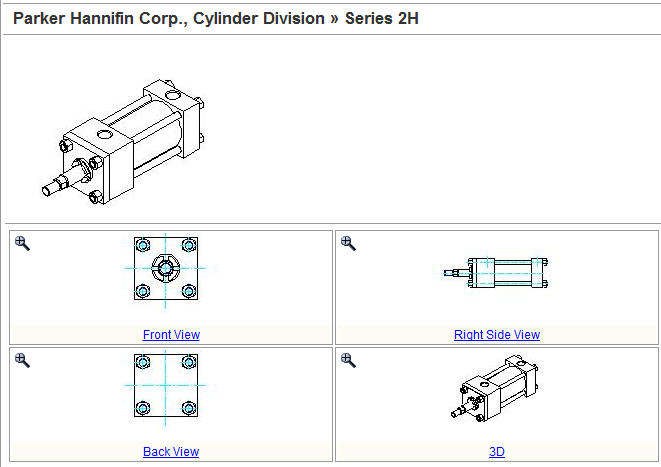 Parker Hannifin Corp., Cylinder Division » Series 2H
Front View
Right Side View
Back View
3D